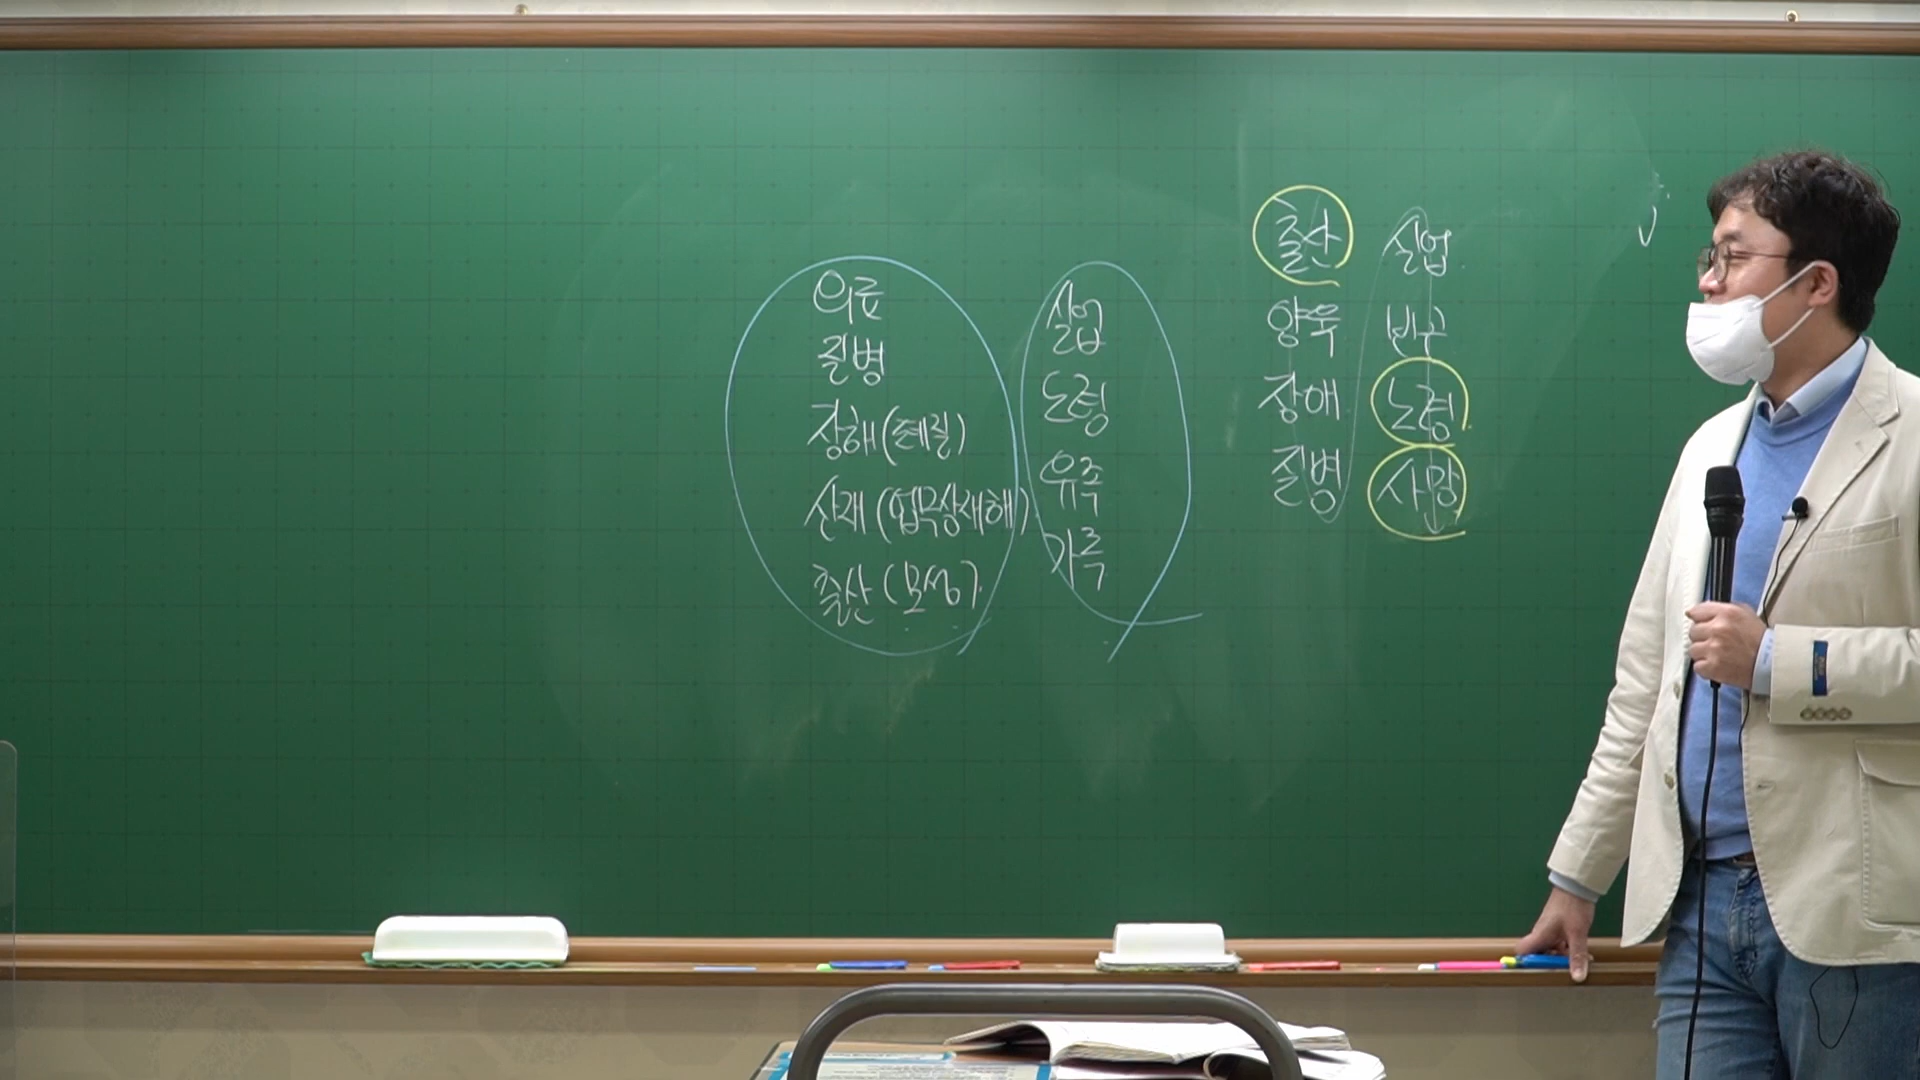 의료
질병
장해(폐질)
산재(업무상재해)
출산(모성)
실업
노령
유족
가족
출산
양육
장애
질병
실업
빈곤
노령
사망